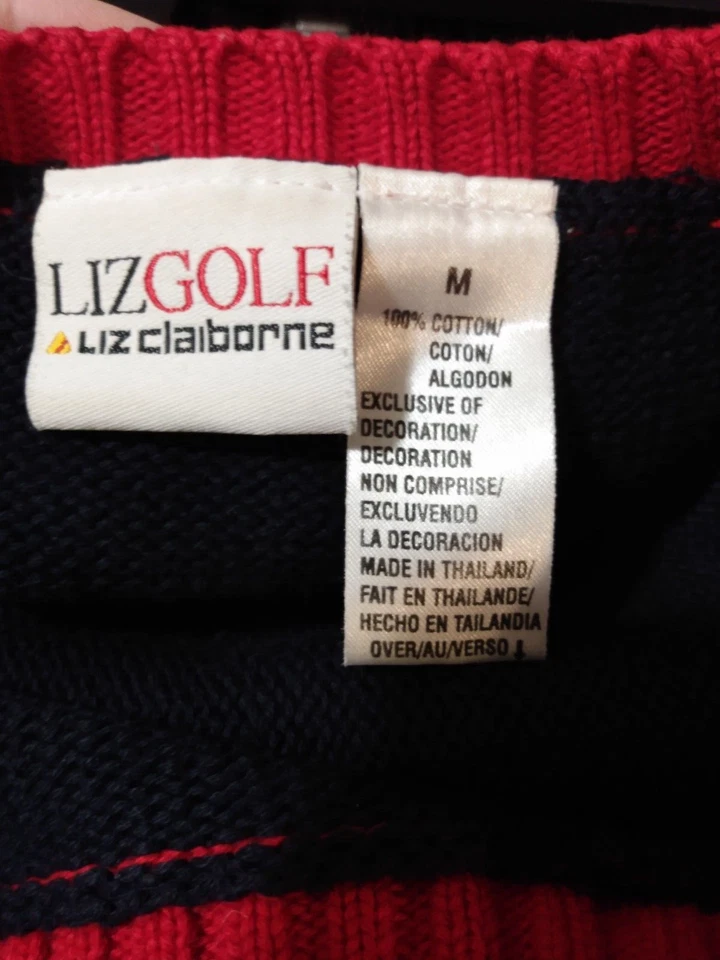 LIZGOLF
LIZ claiborne
M
100% COTTON/
COTON/
ALGODON
EXCLUSIVE OF
DECORATION/
DECORATION
NON COMPRISE/
EXCLUVENDO
LA DECORACION
MADE IN THAILAND/
FAIT EN THAILANDE/
HECHO EN TAILANDIA
OVER/AU/VERSO ↓